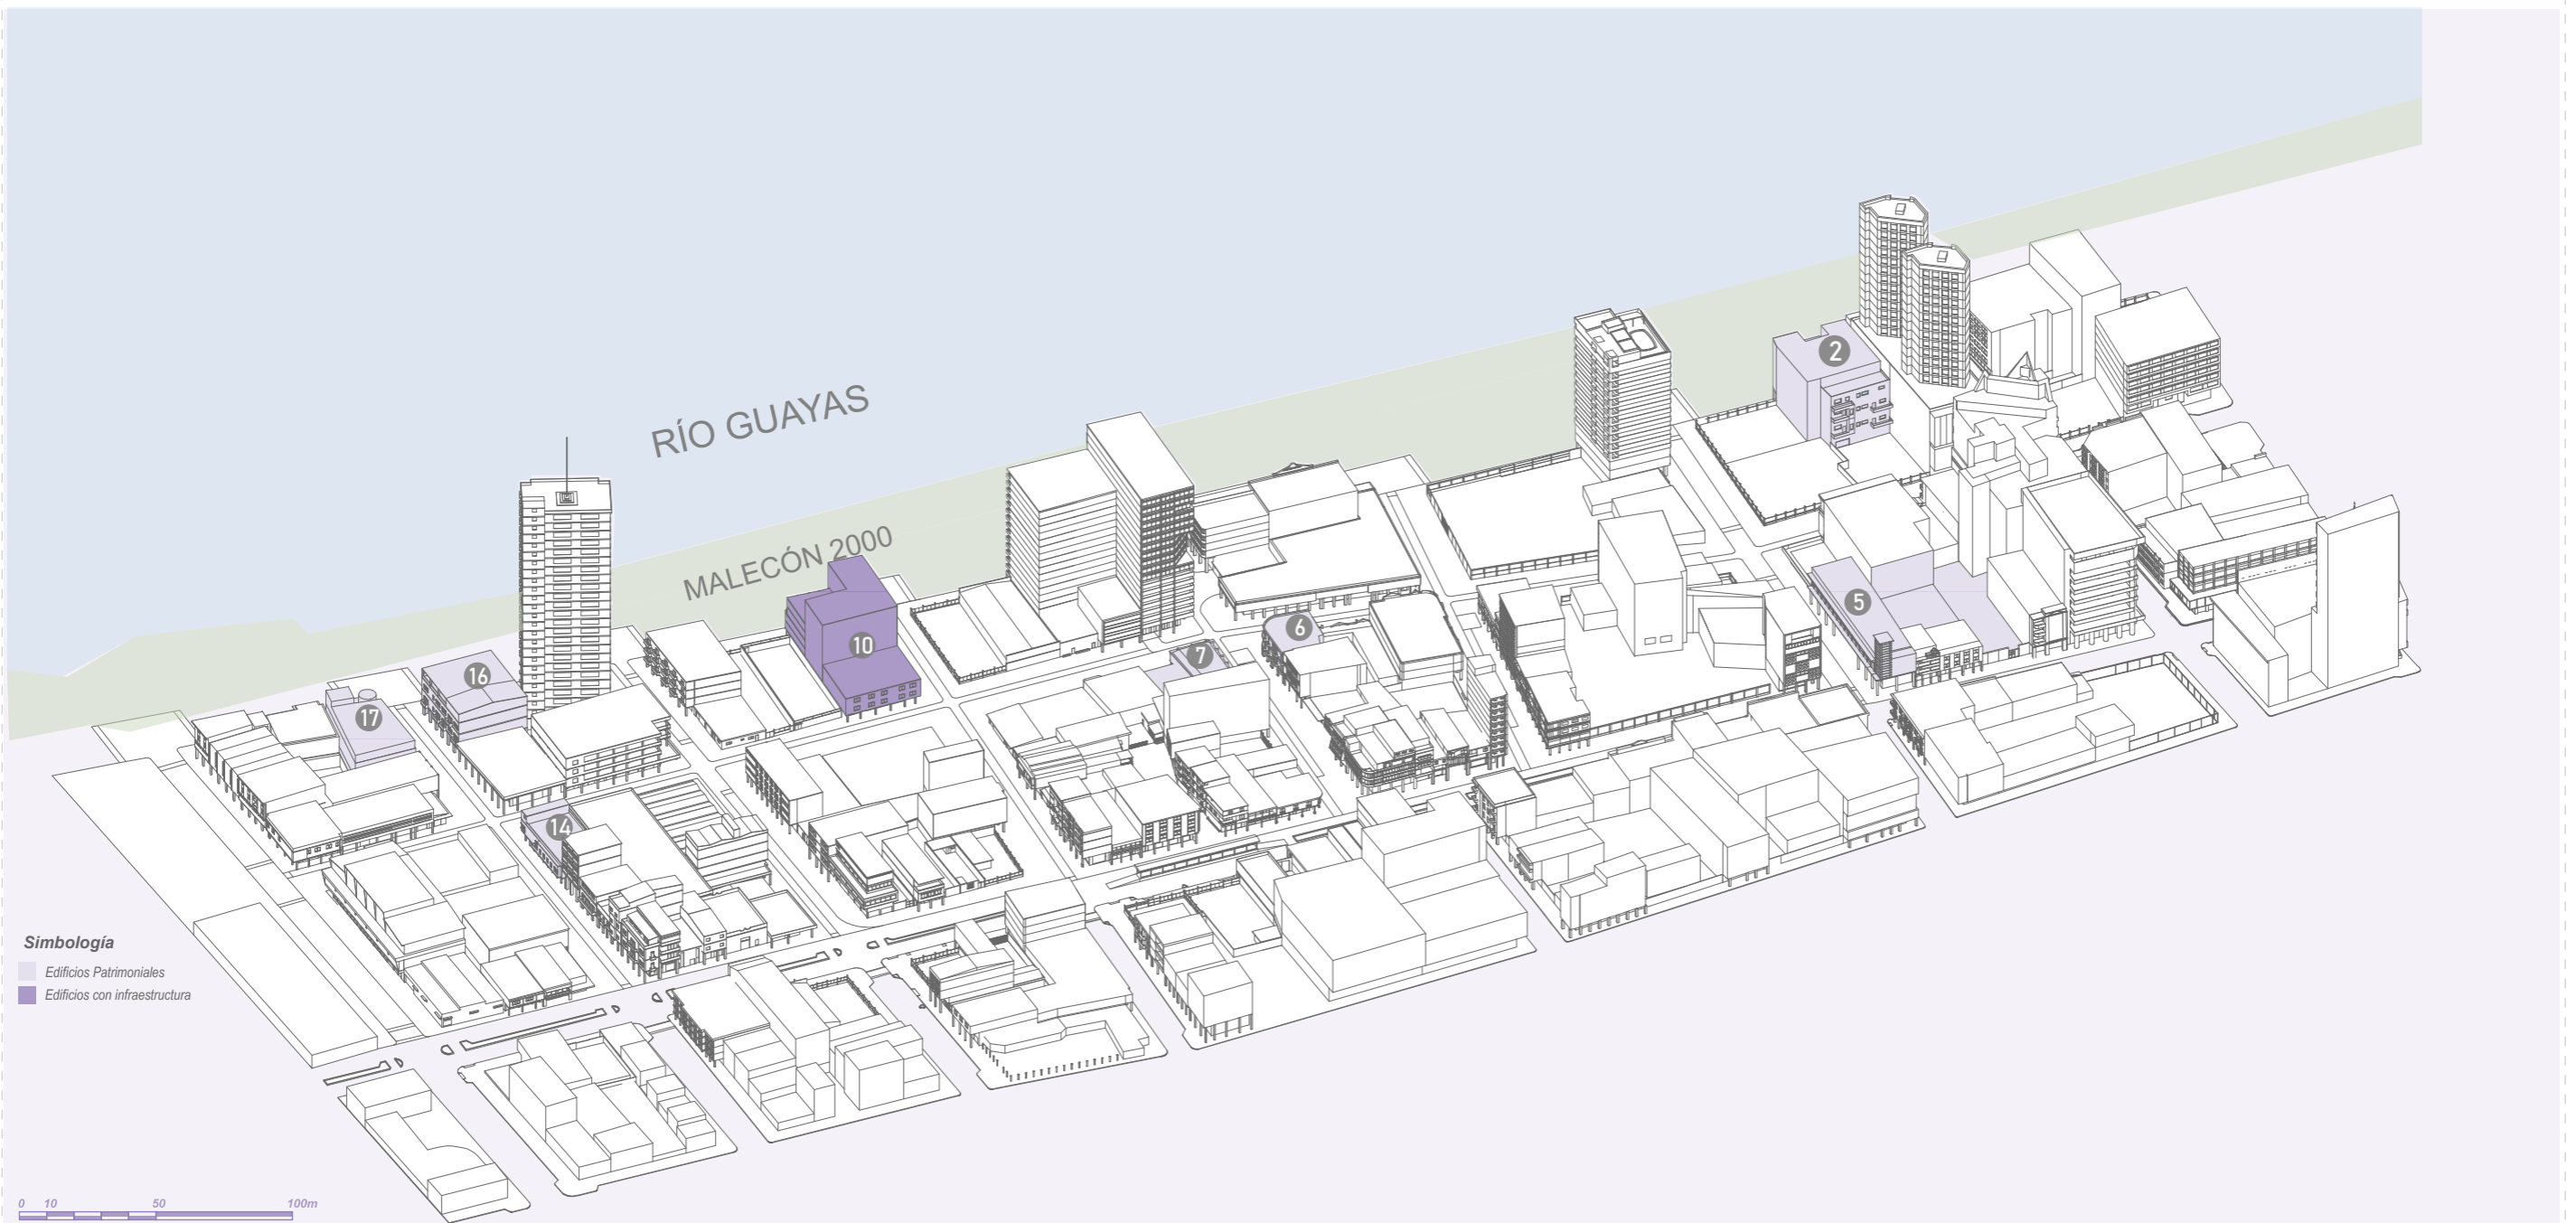 2
RÍO GUAYAS
MALECÓN 2000
5
6
10
7
16
17
14
Simbología
Edificios Patrimoniales
Edificios con infraestructura
0 10 50 100m